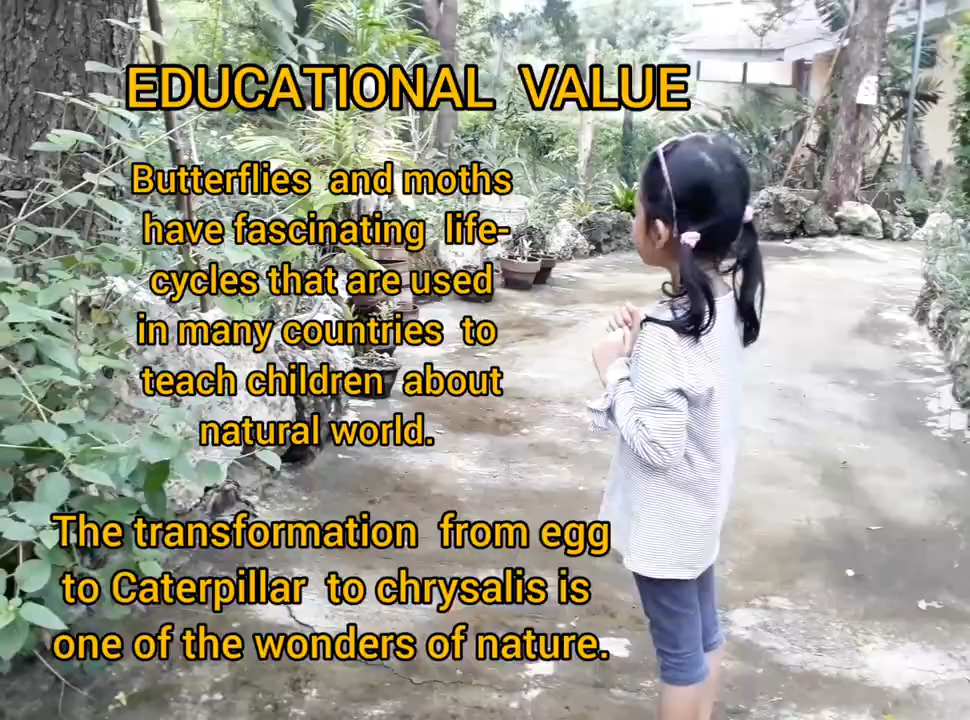 EDUCATIONAL VALUE
Butterflies and moths
have fascinating life-
cycles that are used
in many countries to
teach children about
natural world.
The transformation from egg
to Caterpillar to chrysalis is
one of the wonders of nature.